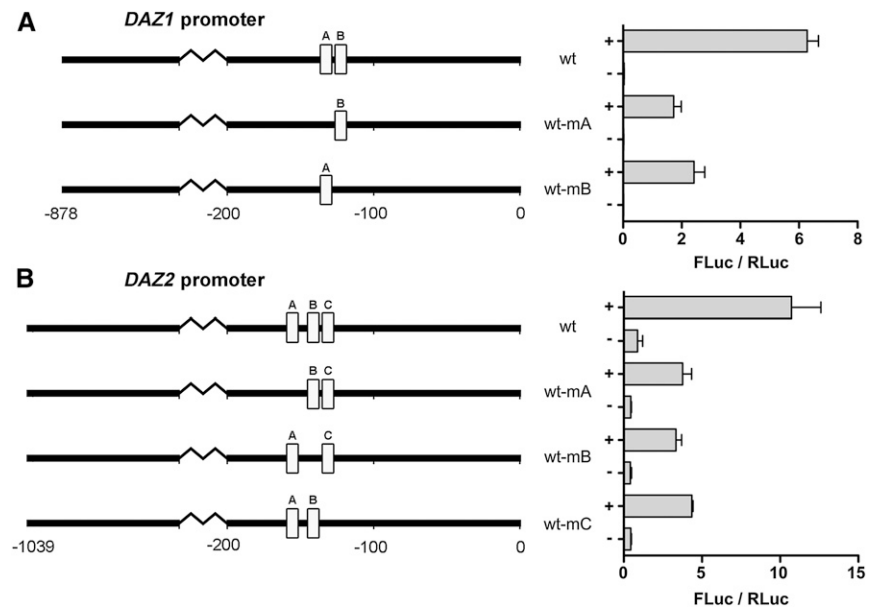 A
DAZ1 promoter
A B
wt
+
-
B
wt-mA
+
-
A
wt-mB
+
-
-878 -200 -100 0
0 2 4 6 8
FLuc / RLuc
B
DAZ2 promoter
A B C
wt
+
-
B C
wt-mA
+
-
A C
wt-mB
+
-
A B
wt-mC
+
-
-1039 -200 -100 0
0 5 10 15
FLuc / RLuc